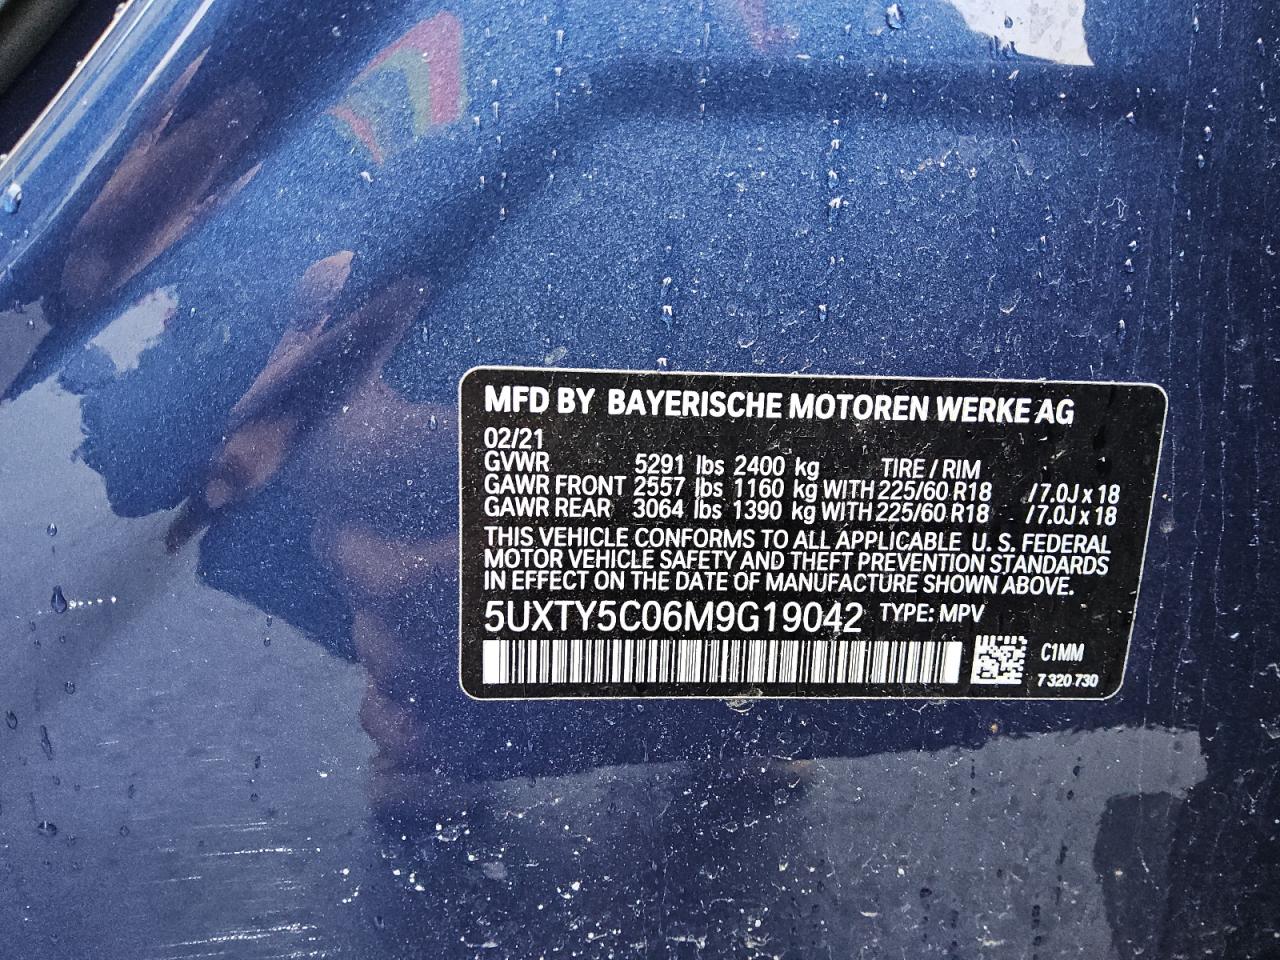 MFD BY BAYERISCHE MOTOREN WERKE AG
02/21
GVWR 5291 lbs 2400 kg TIRE / RIM
GAWR FRONT 2557 lbs 1160 kg WITH 225/60 R18 /7.0J x 18
GAWR REAR 3064 lbs 1390 kg WITH 225/60 R18 /7.0J x 18
THIS VEHICLE CONFORMS TO ALL APPLICABLE U. S. FEDERAL
MOTOR VEHICLE SAFETY AND THEFT PREVENTION STANDARDS
IN EFFECT ON THE DATE OF MANUFACTURE SHOWN ABOVE.
5UXTY5C06M9G19042 TYPE: MPV
C1MM
7 320 730